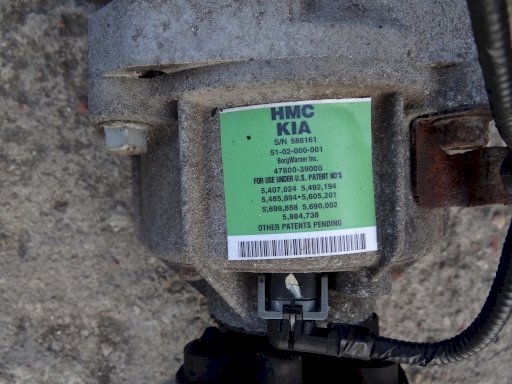 HMC
KIA
S/N 588161
51-02-000-001
BorgWarner Inc.
47800-39000
FOR USE UNDER U.S. PATENT NO'S
5,407,024 5,492,194
5,485,894•5,605,201
5,699,888 5,690,002
5,884,738
OTHER PATENTS PENDING